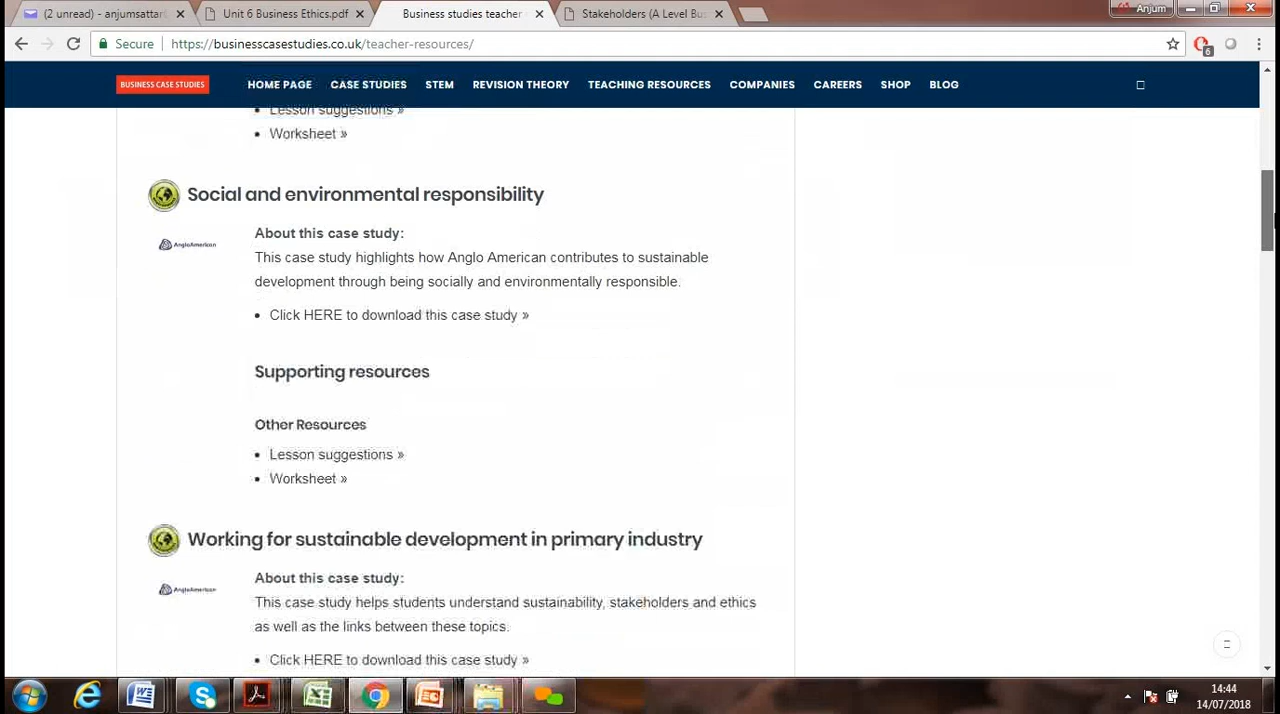 (2 unread) - anjumsattar
Unit 6 Business Ethics.pdf
Business studies teacher
Stakeholders (A Level Bus
Anjum
Secure
https://businesscasestudies.co.uk/teacher-resources/
6
BUSINESS CASE STUDIES
HOME PAGE
CASE STUDIES
STEM
REVISION THEORY
TEACHING RESOURCES
COMPANIES
CAREERS
SHOP
BLOG
Lesson suggestions »
Worksheet »
Social and environmental responsibility
AngloAmerican
About this case study:
This case study highlights how Anglo American contributes to sustainable
development through being socially and environmentally responsible.
Click HERE to download this case study »
Supporting resources
Other Resources
Lesson suggestions »
Worksheet »
Working for sustainable development in primary industry
AngloAmerican
About this case study:
This case study helps students understand sustainability, stakeholders and ethics
as well as the links between these topics.
Click HERE to download this case study »
14:44
14/07/2018